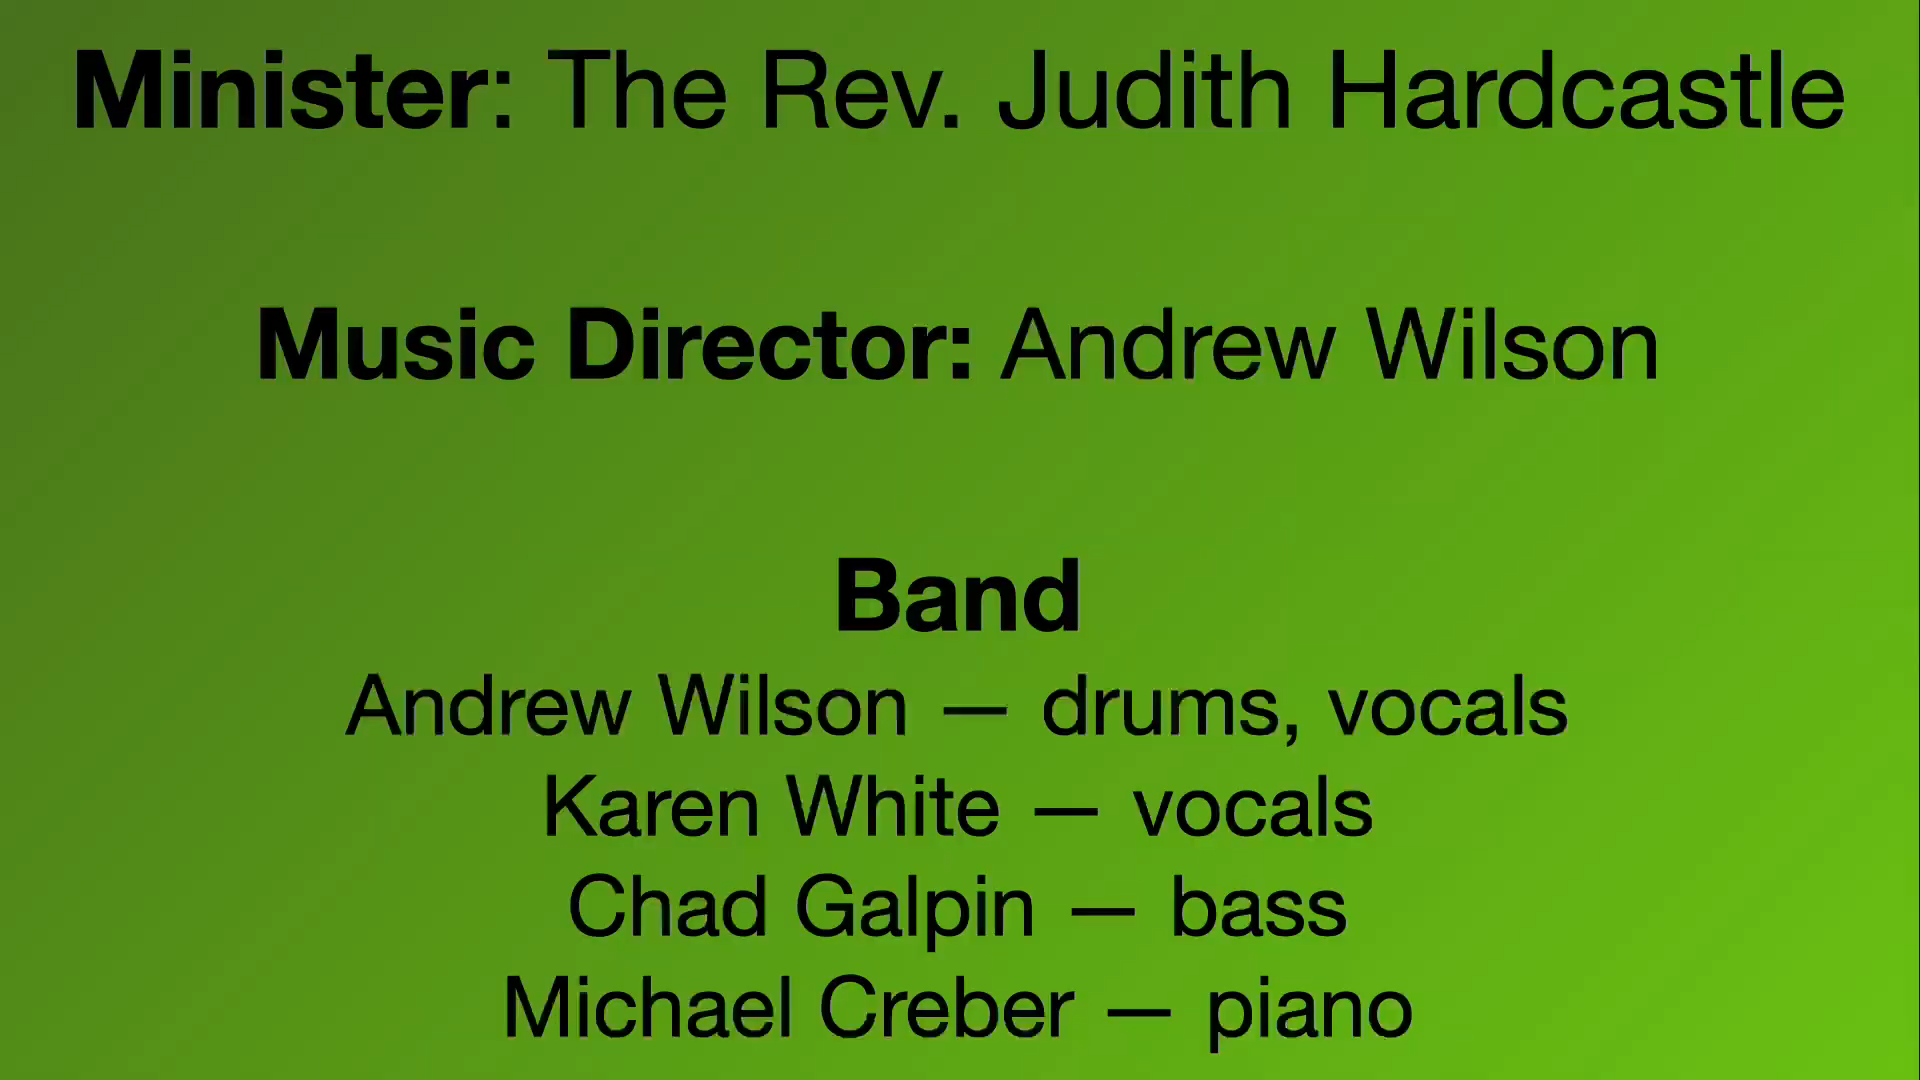 Minister: The Rev. Judith Hardcastle
Music Director: Andrew Wilson
Band
Andrew Wilson — drums, vocals
Karen White — vocals
Chad Galpin — bass
Michael Creber — piano